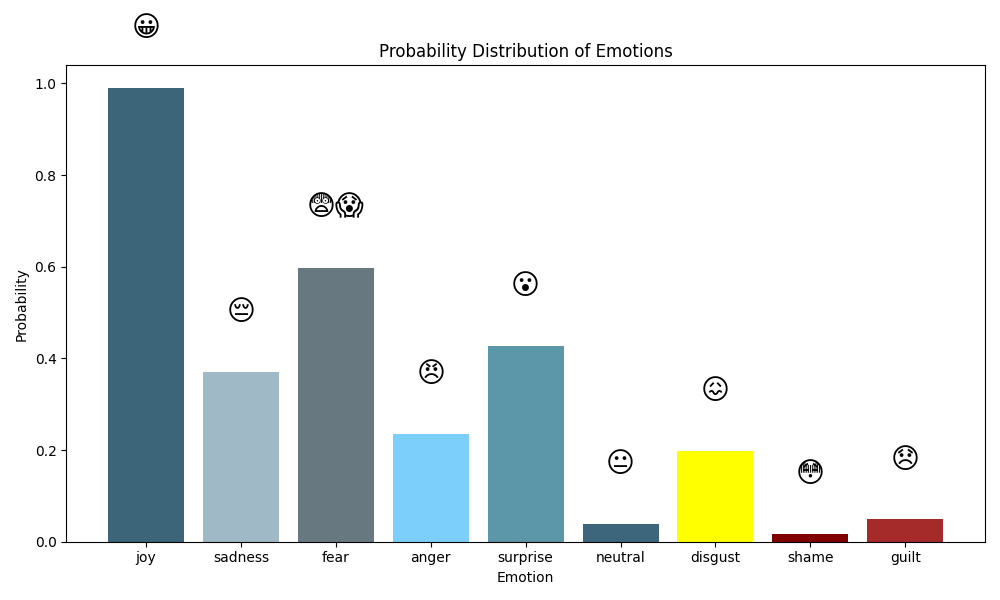 Probability Distribution of Emotions
1.0
0.8
0.6
0.4
0.2
0.0
Probability
joy sadness fear anger surprise neutral disgust shame guilt
Emotion